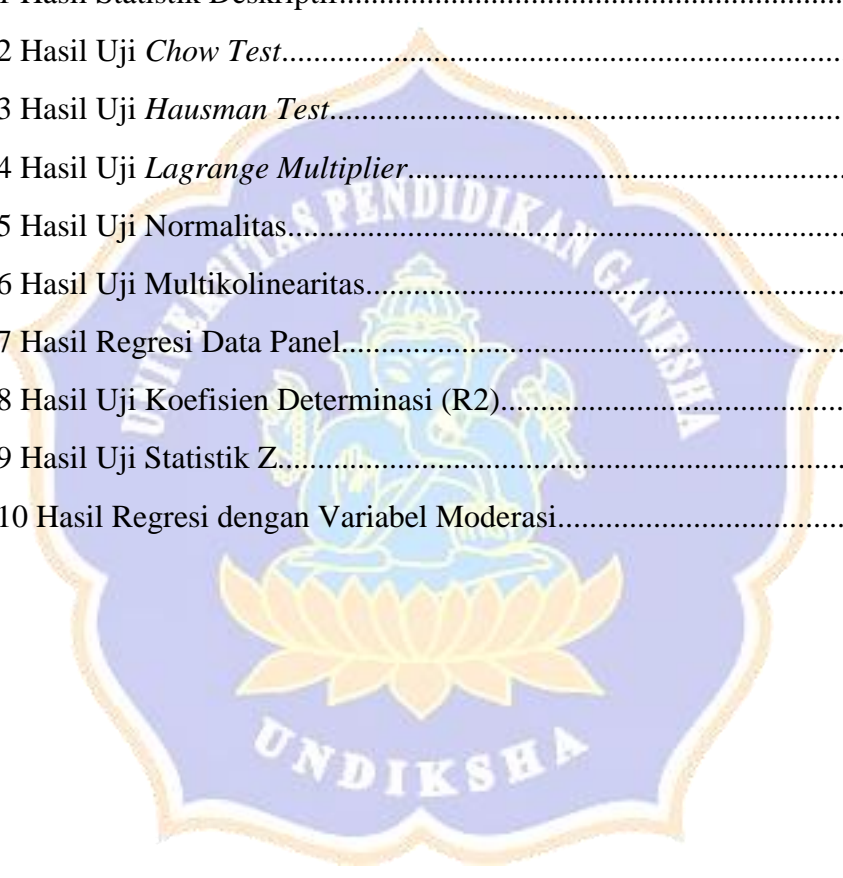 1 Hasil Statistik Deskriptif
2 Hasil Uji Chow Test
3 Hasil Uji Hausman Test
4 Hasil Uji Lagrange Multiplier
5 Hasil Uji Normalitas
6 Hasil Uji Multikolinearitas
7 Hasil Regresi Data Panel
8 Hasil Uji Koefisien Determinasi (R2)
9 Hasil Uji Statistik Z
10 Hasil Regresi dengan Variabel Moderasi
UNIVERSITAS PENDIDIKAN GANESHA
UNDIKSHA